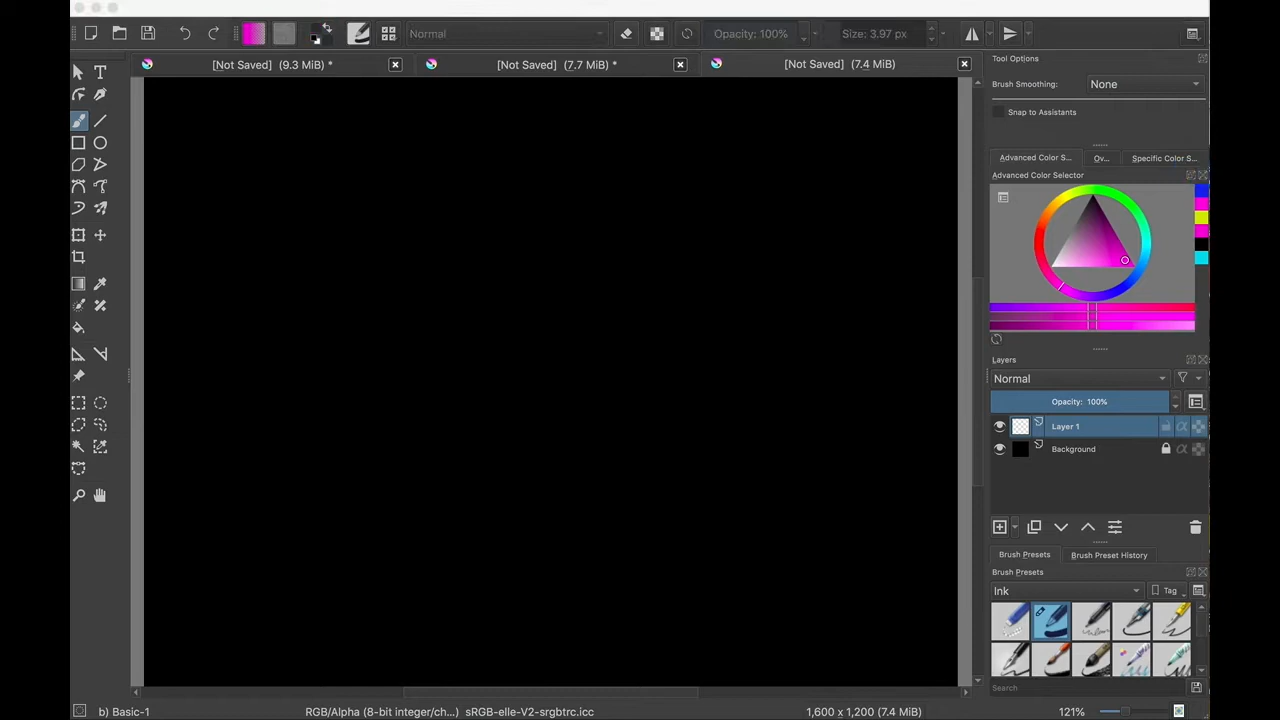 Normal
Opacity: 100%
Size: 3.97 px
[Not Saved] (9.3 MiB) *
[Not Saved] (7.7 MiB) *
[Not Saved] (7.4 MiB)
Tool Options
Brush Smoothing:
None
Snap to Assistants
Advanced Color S...
Ov...
Specific Color S...
Advanced Color Selector
Layers
Normal
Opacity: 100%
Layer 1
Background
Brush Presets
Brush Preset History
Brush Presets
Ink
Tag
Search
b) Basic-1
RGB/Alpha (8-bit integer/ch...)
sRGB-elle-V2-srgbtrc.icc
1,600 x 1,200 (7.4 MiB)
121%